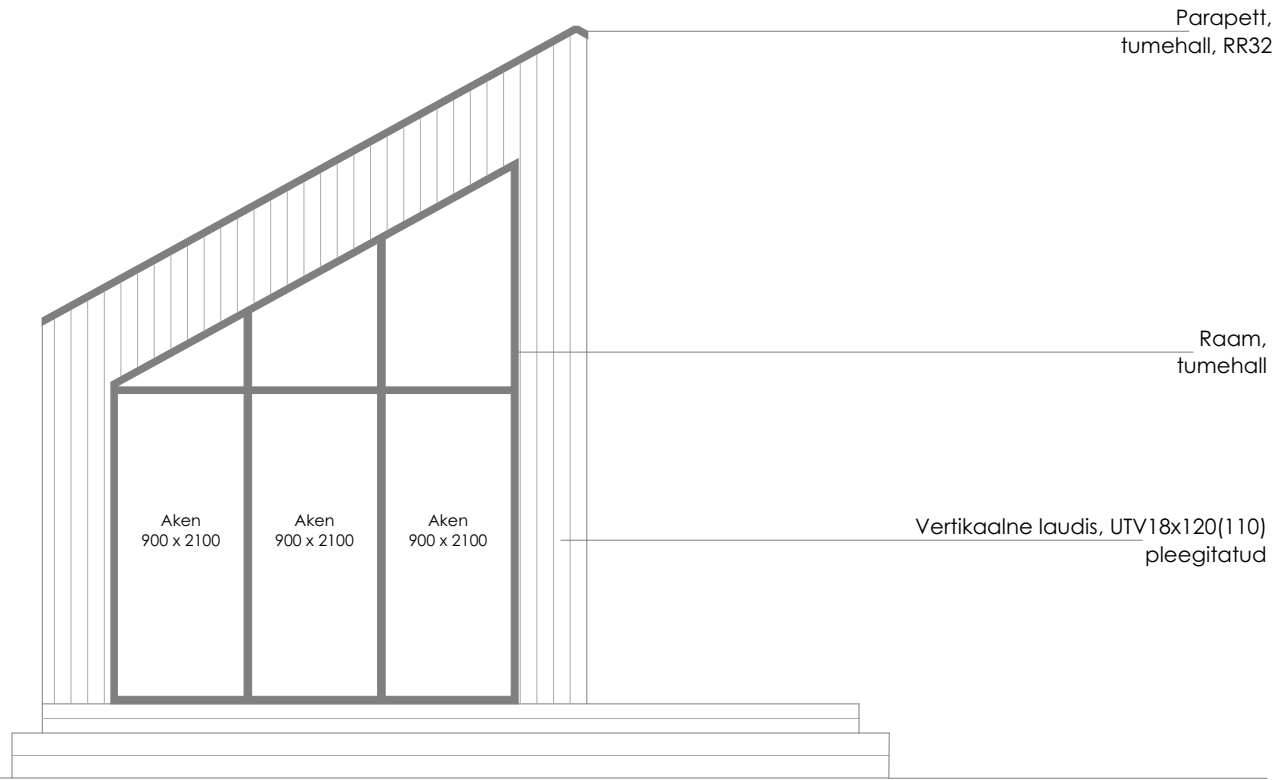 Parapett,
tumehall, RR32
Raam,
tumehall
Aken
900 x 2100
Aken
900 x 2100
Aken
900 x 2100
Vertikaalne laudis, UTV18x120(110)
pleegitatud